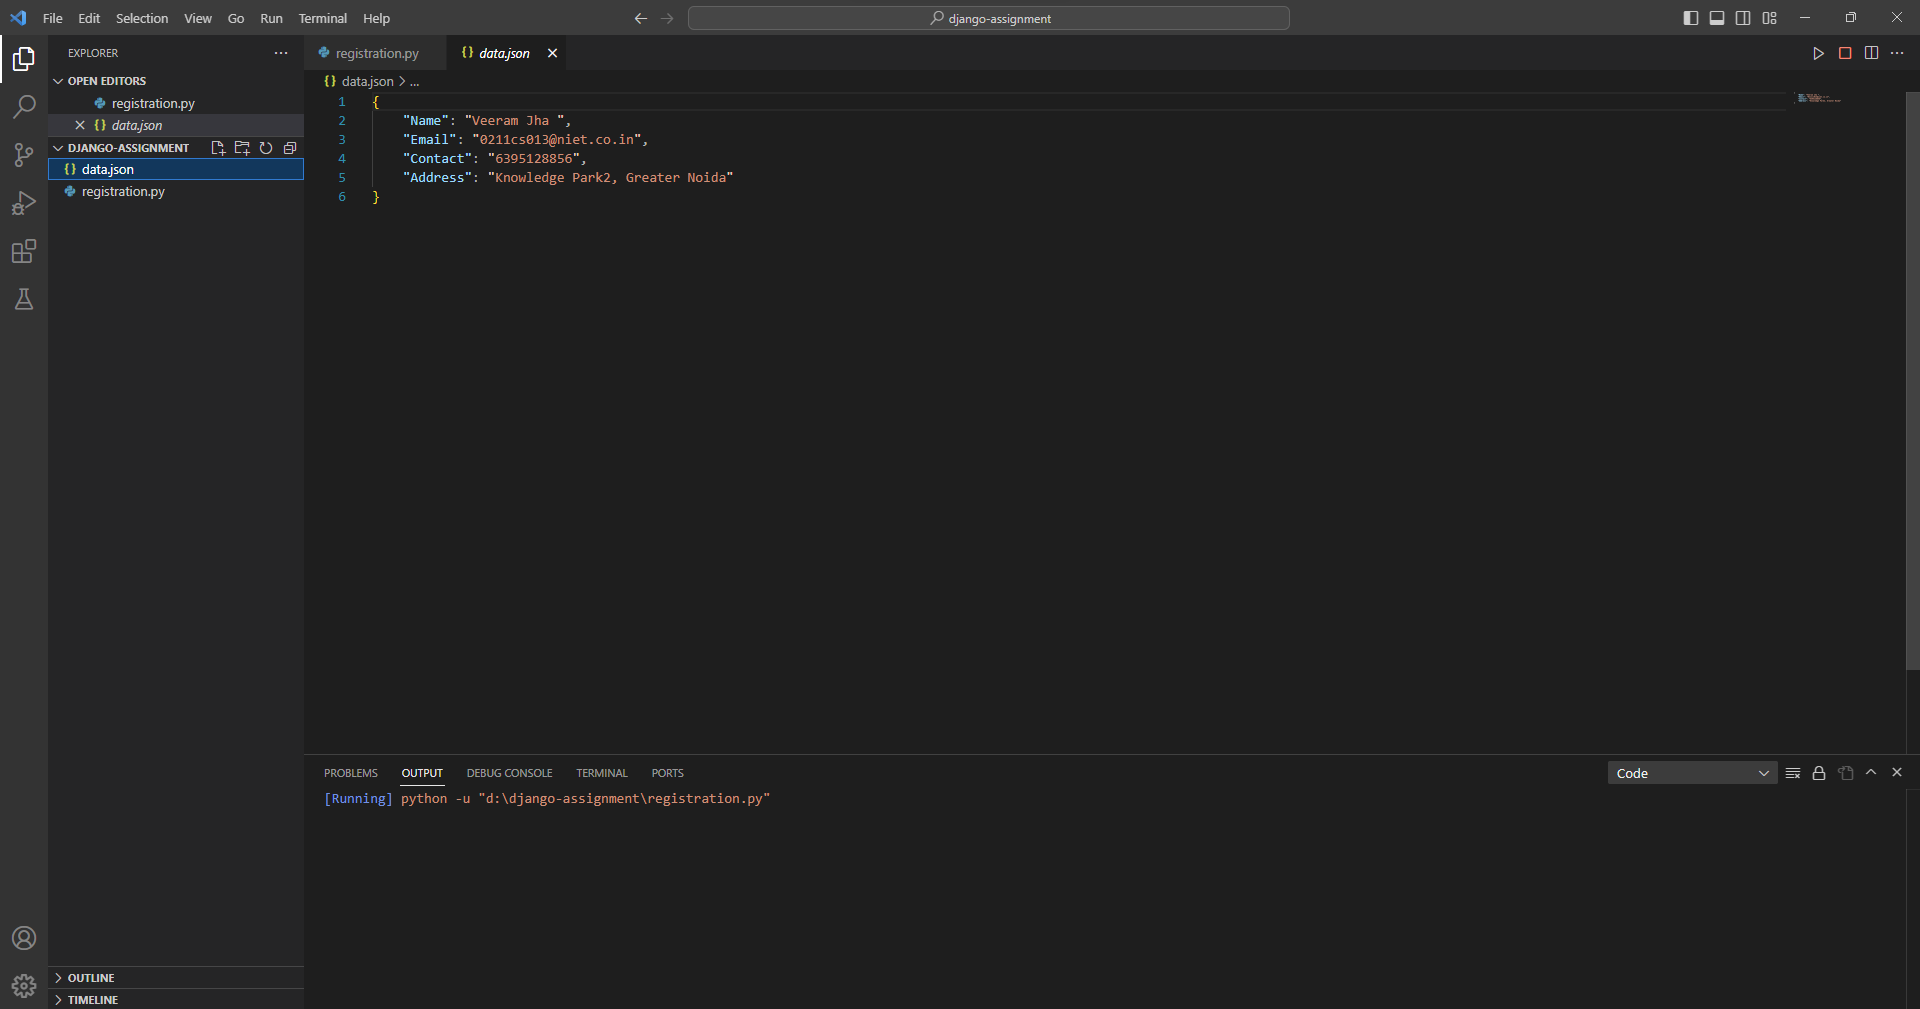 File Edit Selection View Go Run Terminal Help
django-assignment
EXPLORER
OPEN EDITORS
registration.py
data.json
DJANGO-ASSIGNMENT
data.json
registration.py
OUTLINE
TIMELINE
registration.py data.json
{} data.json > ...
1 {
2 "Name": "Veeram Jha ",
3 "Email": "0211cs013@niet.co.in",
4 "Contact": "6395128856",
5 "Address": "Knowledge Park2, Greater Noida"
6 }
PROBLEMS OUTPUT DEBUG CONSOLE TERMINAL PORTS
Code
[Running] python -u "d:\django-assignment\registration.py"